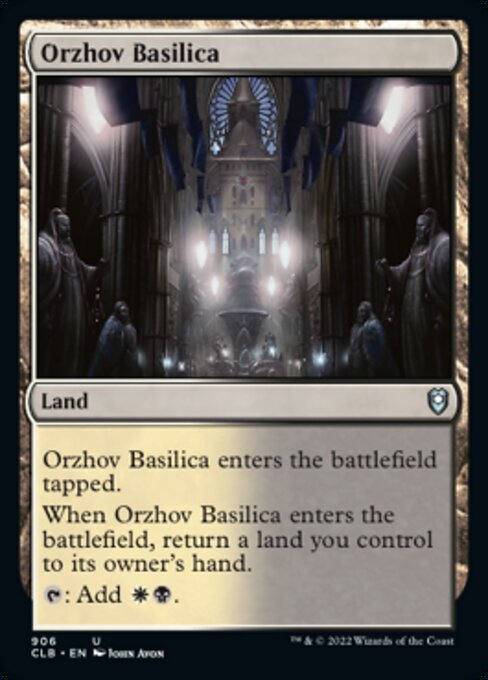 Orzhov Basilica
Land
Orzhov Basilica enters the battlefield
tapped.
When Orzhov Basilica enters the
battlefield, return a land you control
to its owner's hand.
: Add .
906 U
CLB • EN John Avon
™ & © 2022 Wizards of the Coast